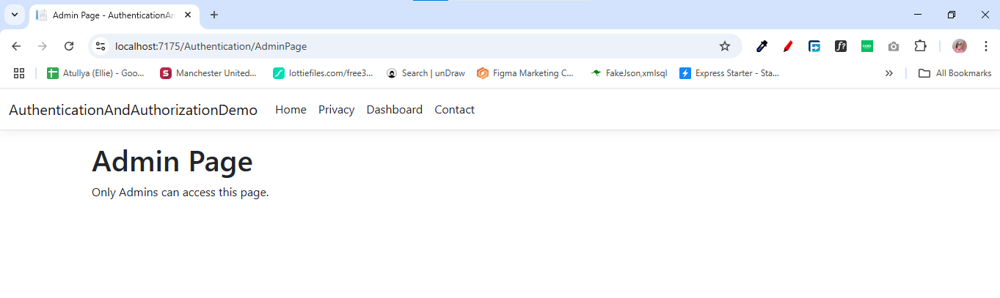 Admin Page - AuthenticationAn
localhost:7175/Authentication/AdminPage
f?
Atullya (Ellie) - Goo...
Manchester United...
lottiefiles.com/free3...
Search | unDraw
Figma Marketing C...
FakeJson,xmlsql
Express Starter - Sta...
All Bookmarks
AuthenticationAndAuthorizationDemo Home Privacy Dashboard Contact
Admin Page
Only Admins can access this page.